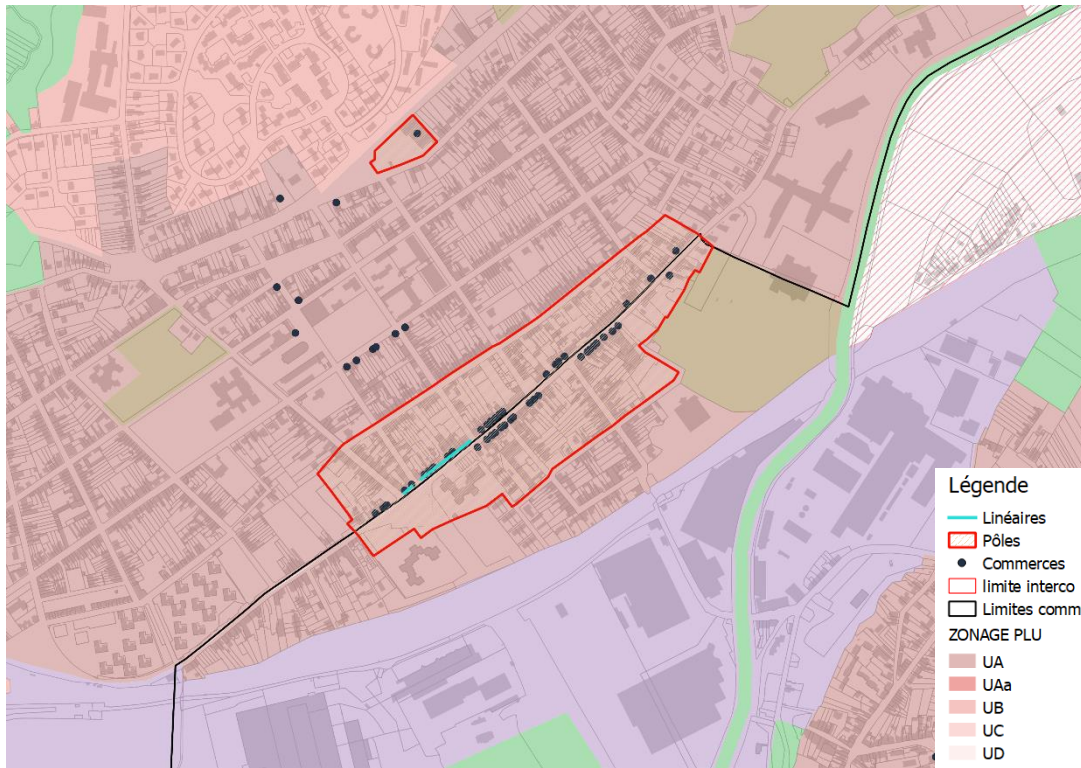 Légende
Linéaires
Pôles
Commerces
limite interco
Limites comm
ZONAGE PLU
UA
UAa
UB
UC
UD